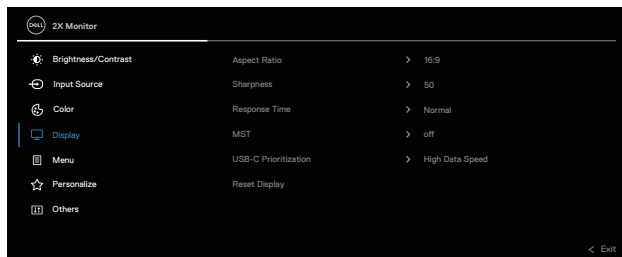 DELL 2X Monitor
Brightness/Contrast Aspect Ratio > 16:9
Input Source Sharpness > 50
Color Response Time > Normal
Display MST > off
Menu USB-C Prioritization > High Data Speed
Personalize Reset Display
Others
< Exit